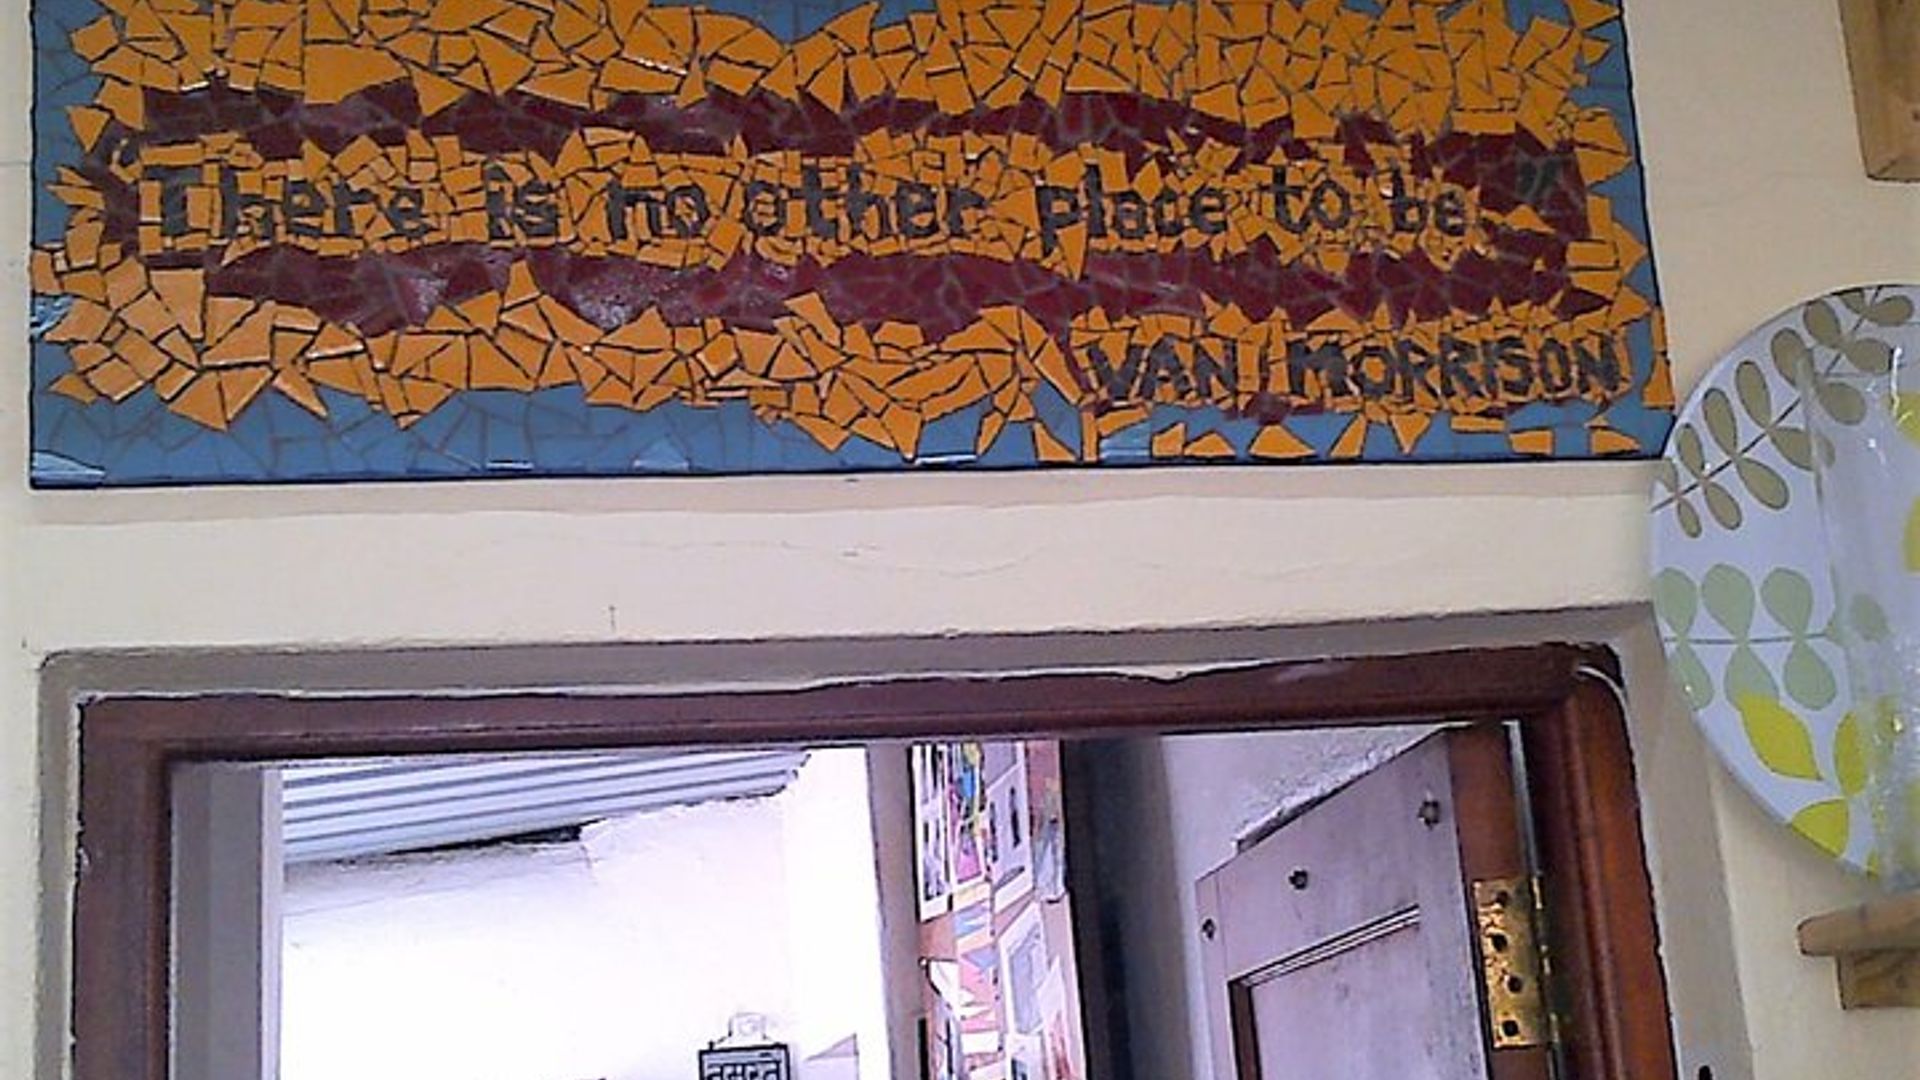 There is no other place to be
VAN MORRISON